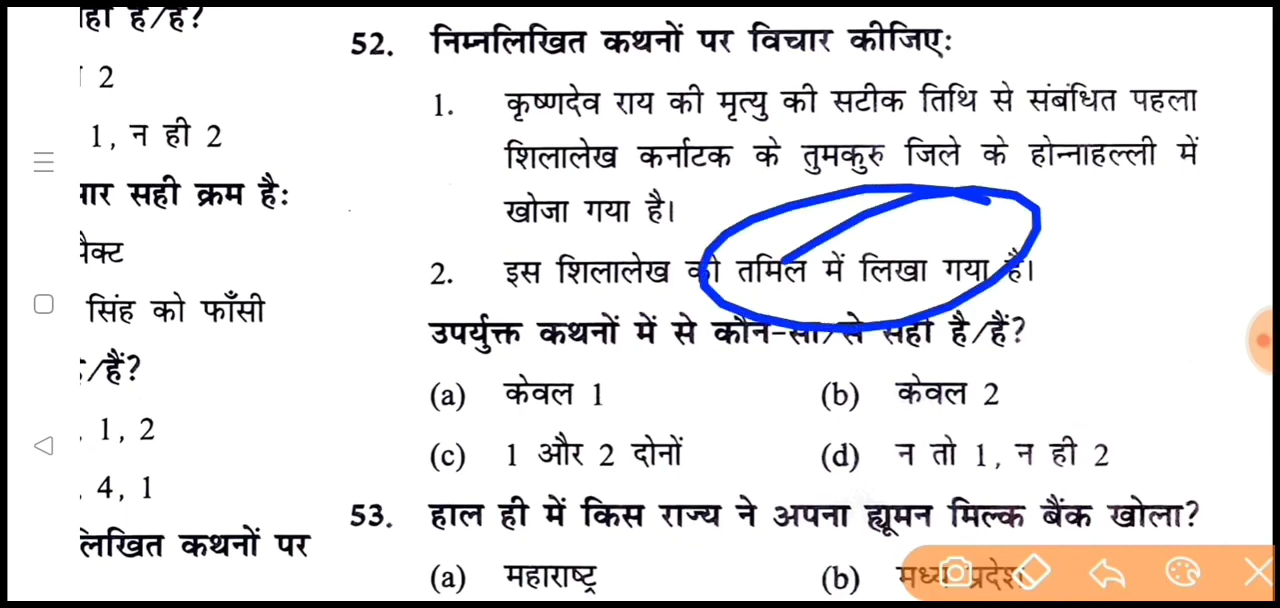 हैं/है?
2
1, न ही 2
सही क्रम है:
सिंह को फाँसी
/हैं?
1, 2
4, 1
कथनों पर
52. निम्नलिखित कथनों पर विचार कीजिए:
1. कृष्णदेव राय की मृत्यु की सटीक तिथि से संबंधित पहला
शिलालेख कर्नाटक के तुमकुरु जिले के होन्नाहल्ली में
खोजा गया है।
2. इस शिलालेख को तमिल में लिखा गया है।
उपर्युक्त कथनों में से कौन-सा/से सही है/हैं?
(a) केवल 1 (b) केवल 2
(c) 1 और 2 दोनों (d) न तो 1, न ही 2
53. हाल ही में किस राज्य ने अपना ह्यूमन मिल्क बैंक खोला?
(a) महाराष्ट्र (b) मध्य प्रदेश